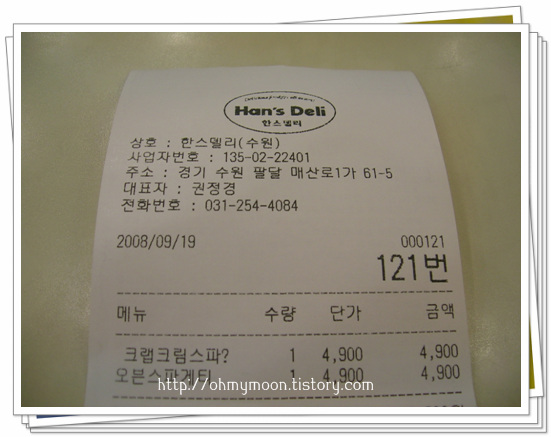 Han's Deli
한스델리
상호 : 한스델리(수원)
사업자번호 : 135-02-22401
주소 : 경기 수원 팔달 매산로1가 61-5
대표자 : 권정경
전화번호 : 031-254-4084
2008/09/19 000121
121번
메뉴 수량 단가 금액
크랩크림스파? 1 4,900 4,900
오븐스파게티 1 4,900 4,900
http://ohmymoon.tistory.com